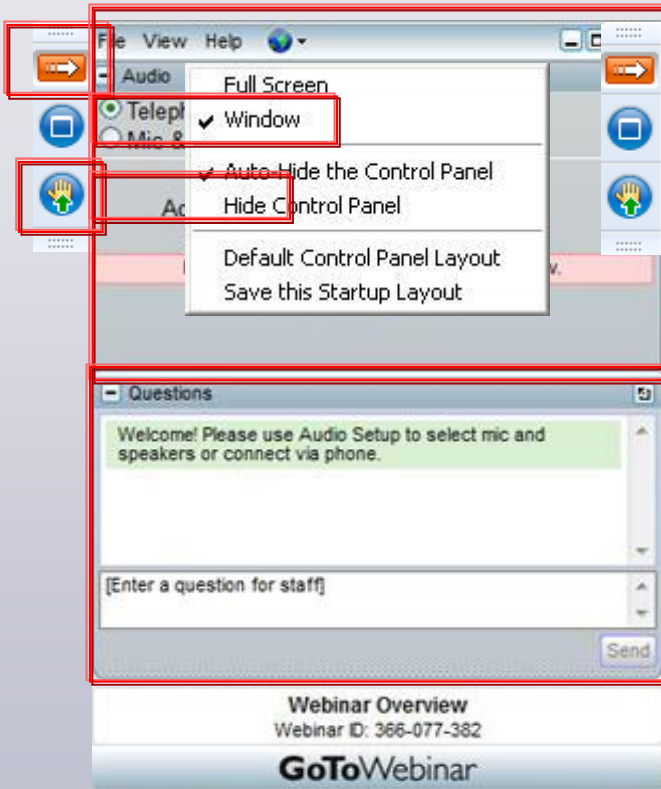 File View Help
Audio
Full Screen
Window
Auto-Hide the Control Panel
Hide Control Panel
Default Control Panel Layout
Save this Startup Layout
Questions
Welcome! Please use Audio Setup to select mic and
speakers or connect via phone.
[Enter a question for staff]
Send
Webinar Overview
Webinar ID: 366-077-382
GoToWebinar